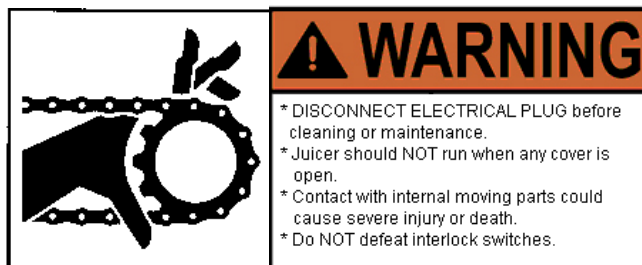 WARNING
* DISCONNECT ELECTRICAL PLUG before
cleaning or maintenance.
* Juicer should NOT run when any cover is
open.
* Contact with internal moving parts could
cause severe injury or death.
* Do NOT defeat interlock switches.